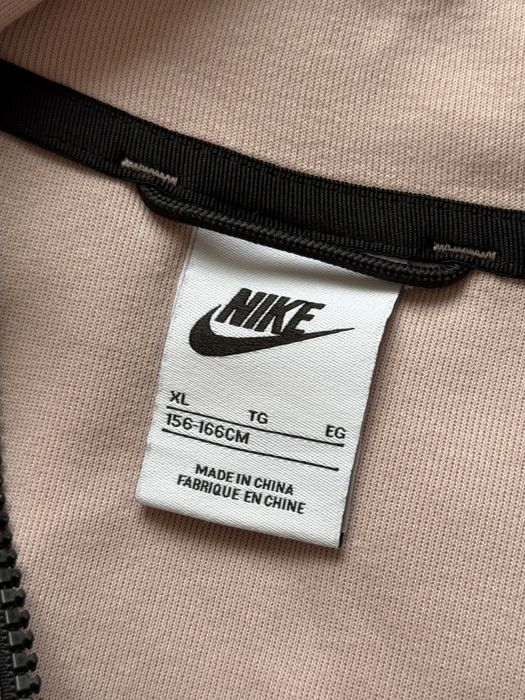 NIKE
XL TG EG
156-166CM
MADE IN CHINA
FABRIQUE EN CHINE